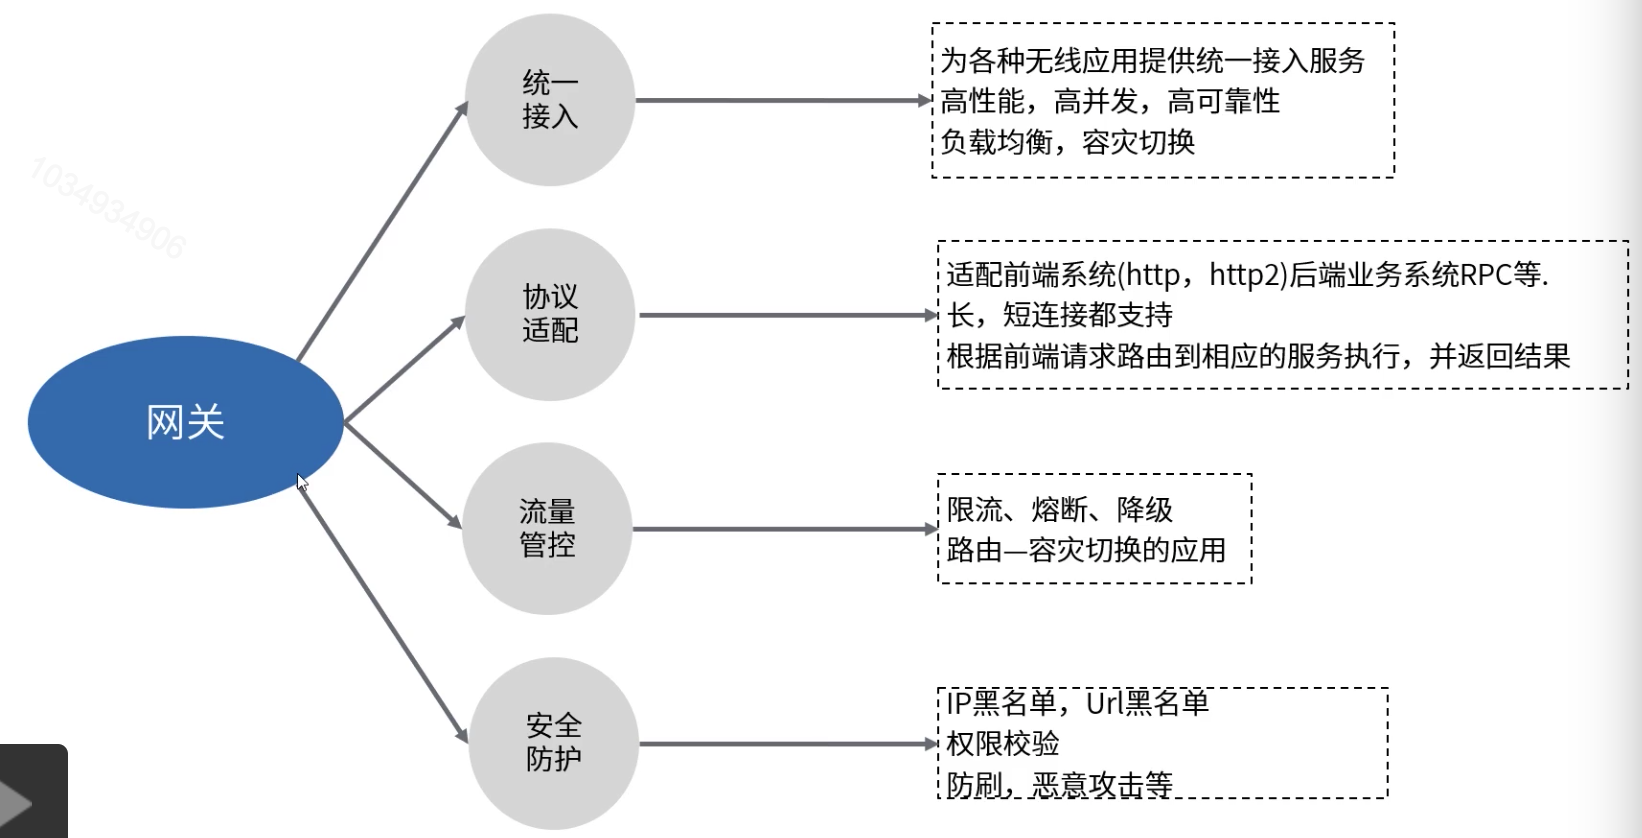 网关
统一
接入
为各种无线应用提供统一接入服务
高性能，高并发，高可靠性
负载均衡，容灾切换
协议
适配
适配前端系统(http，http2)后端业务系统RPC等.
长，短连接都支持
根据前端请求路由到相应的服务执行，并返回结果
流量
管控
限流、熔断、降级
路由—容灾切换的应用
安全
防护
IP黑名单，Url黑名单
权限校验
防刷，恶意攻击等
1034934906